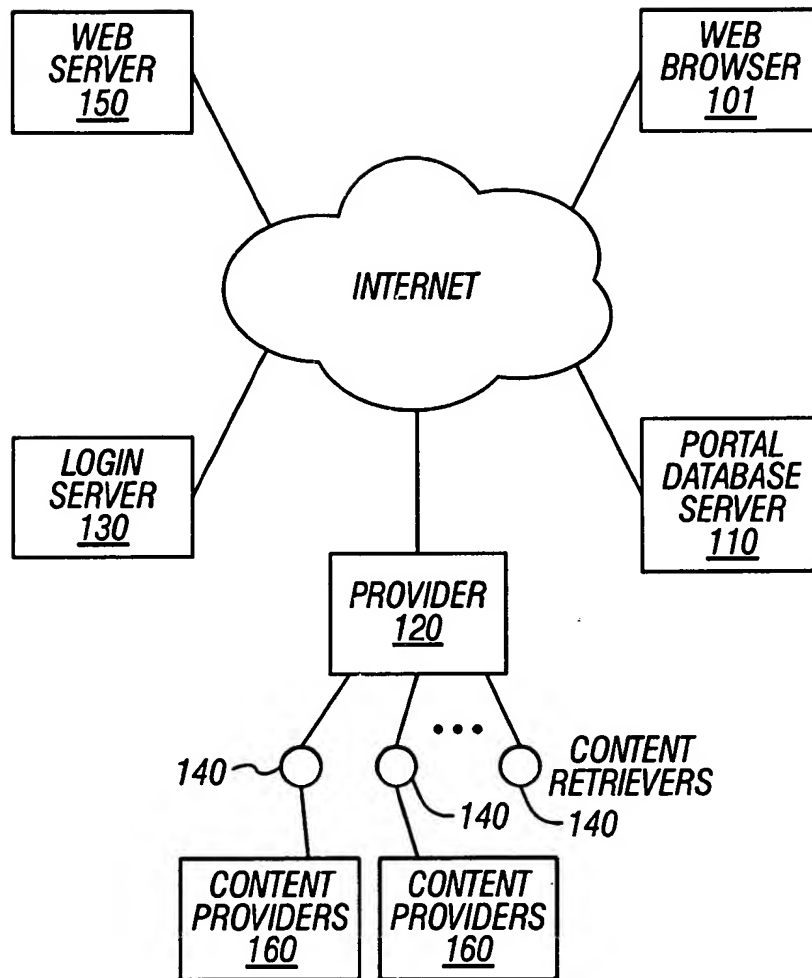 WEB
SERVER
150
WEB
BROWSER
101
INTERNET
LOGIN
SERVER
130
PORTAL
DATABASE
SERVER
110
PROVIDER
120
140
140
CONTENT
RETRIEVERS
140
CONTENT
PROVIDERS
160
CONTENT
PROVIDERS
160